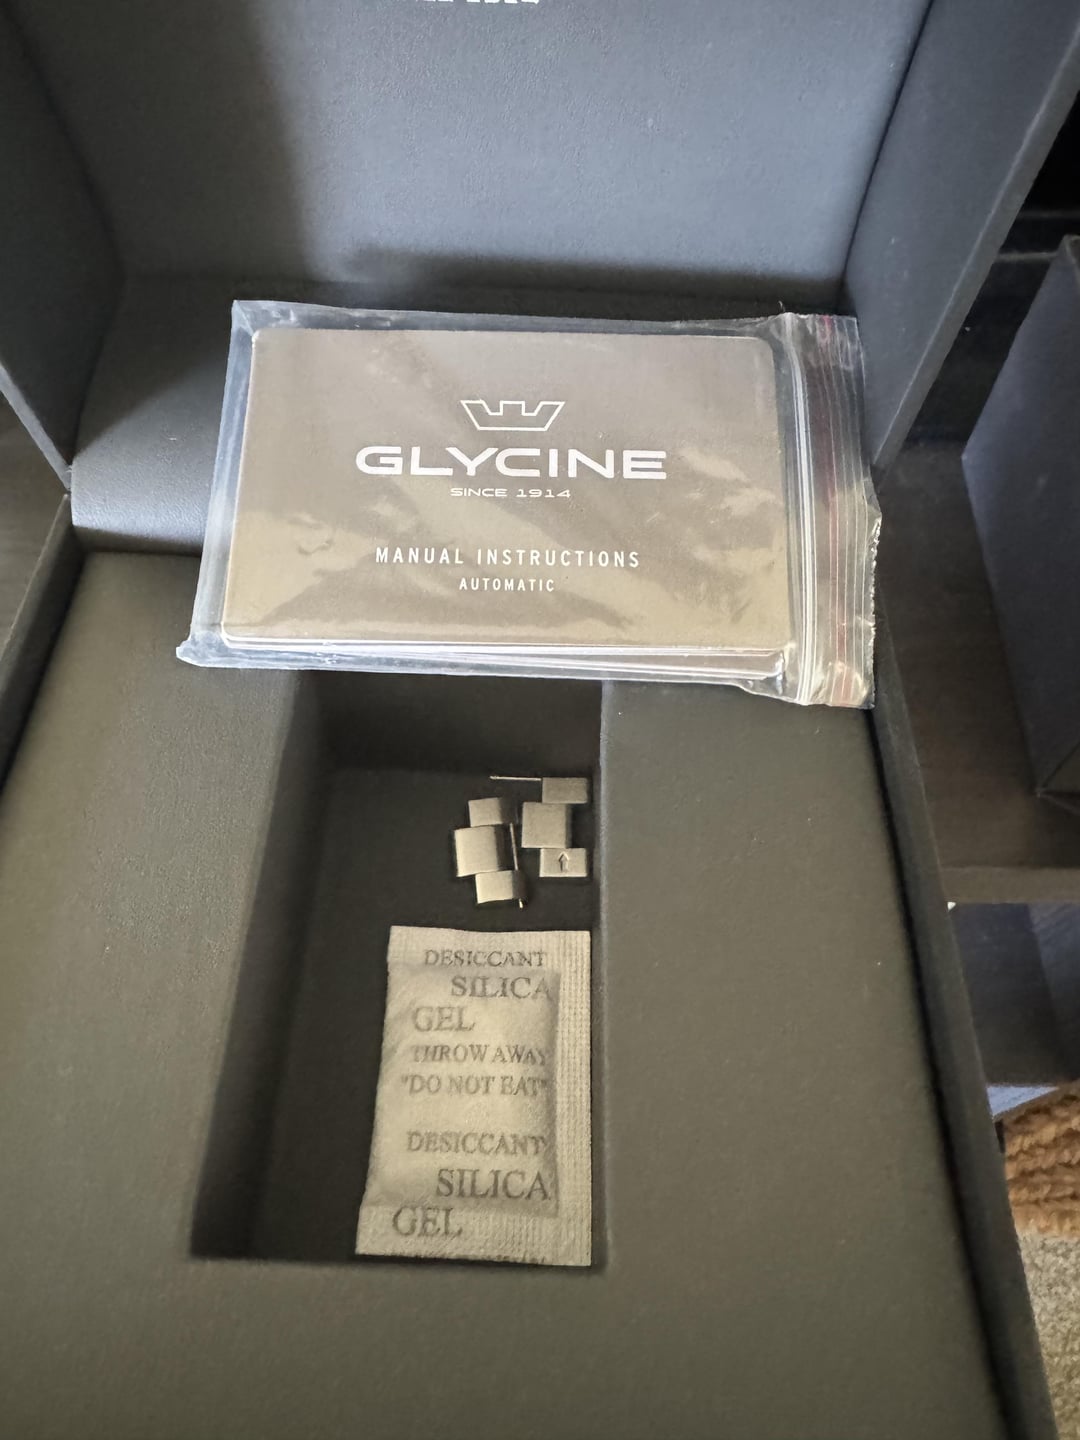 GLYCINE
SINCE 1914
MANUAL INSTRUCTIONS
AUTOMATIC
DESICCANT
SILICA
GEL
THROW AWAY
"DO NOT EAT"
DESICCANT
SILICA
GEL